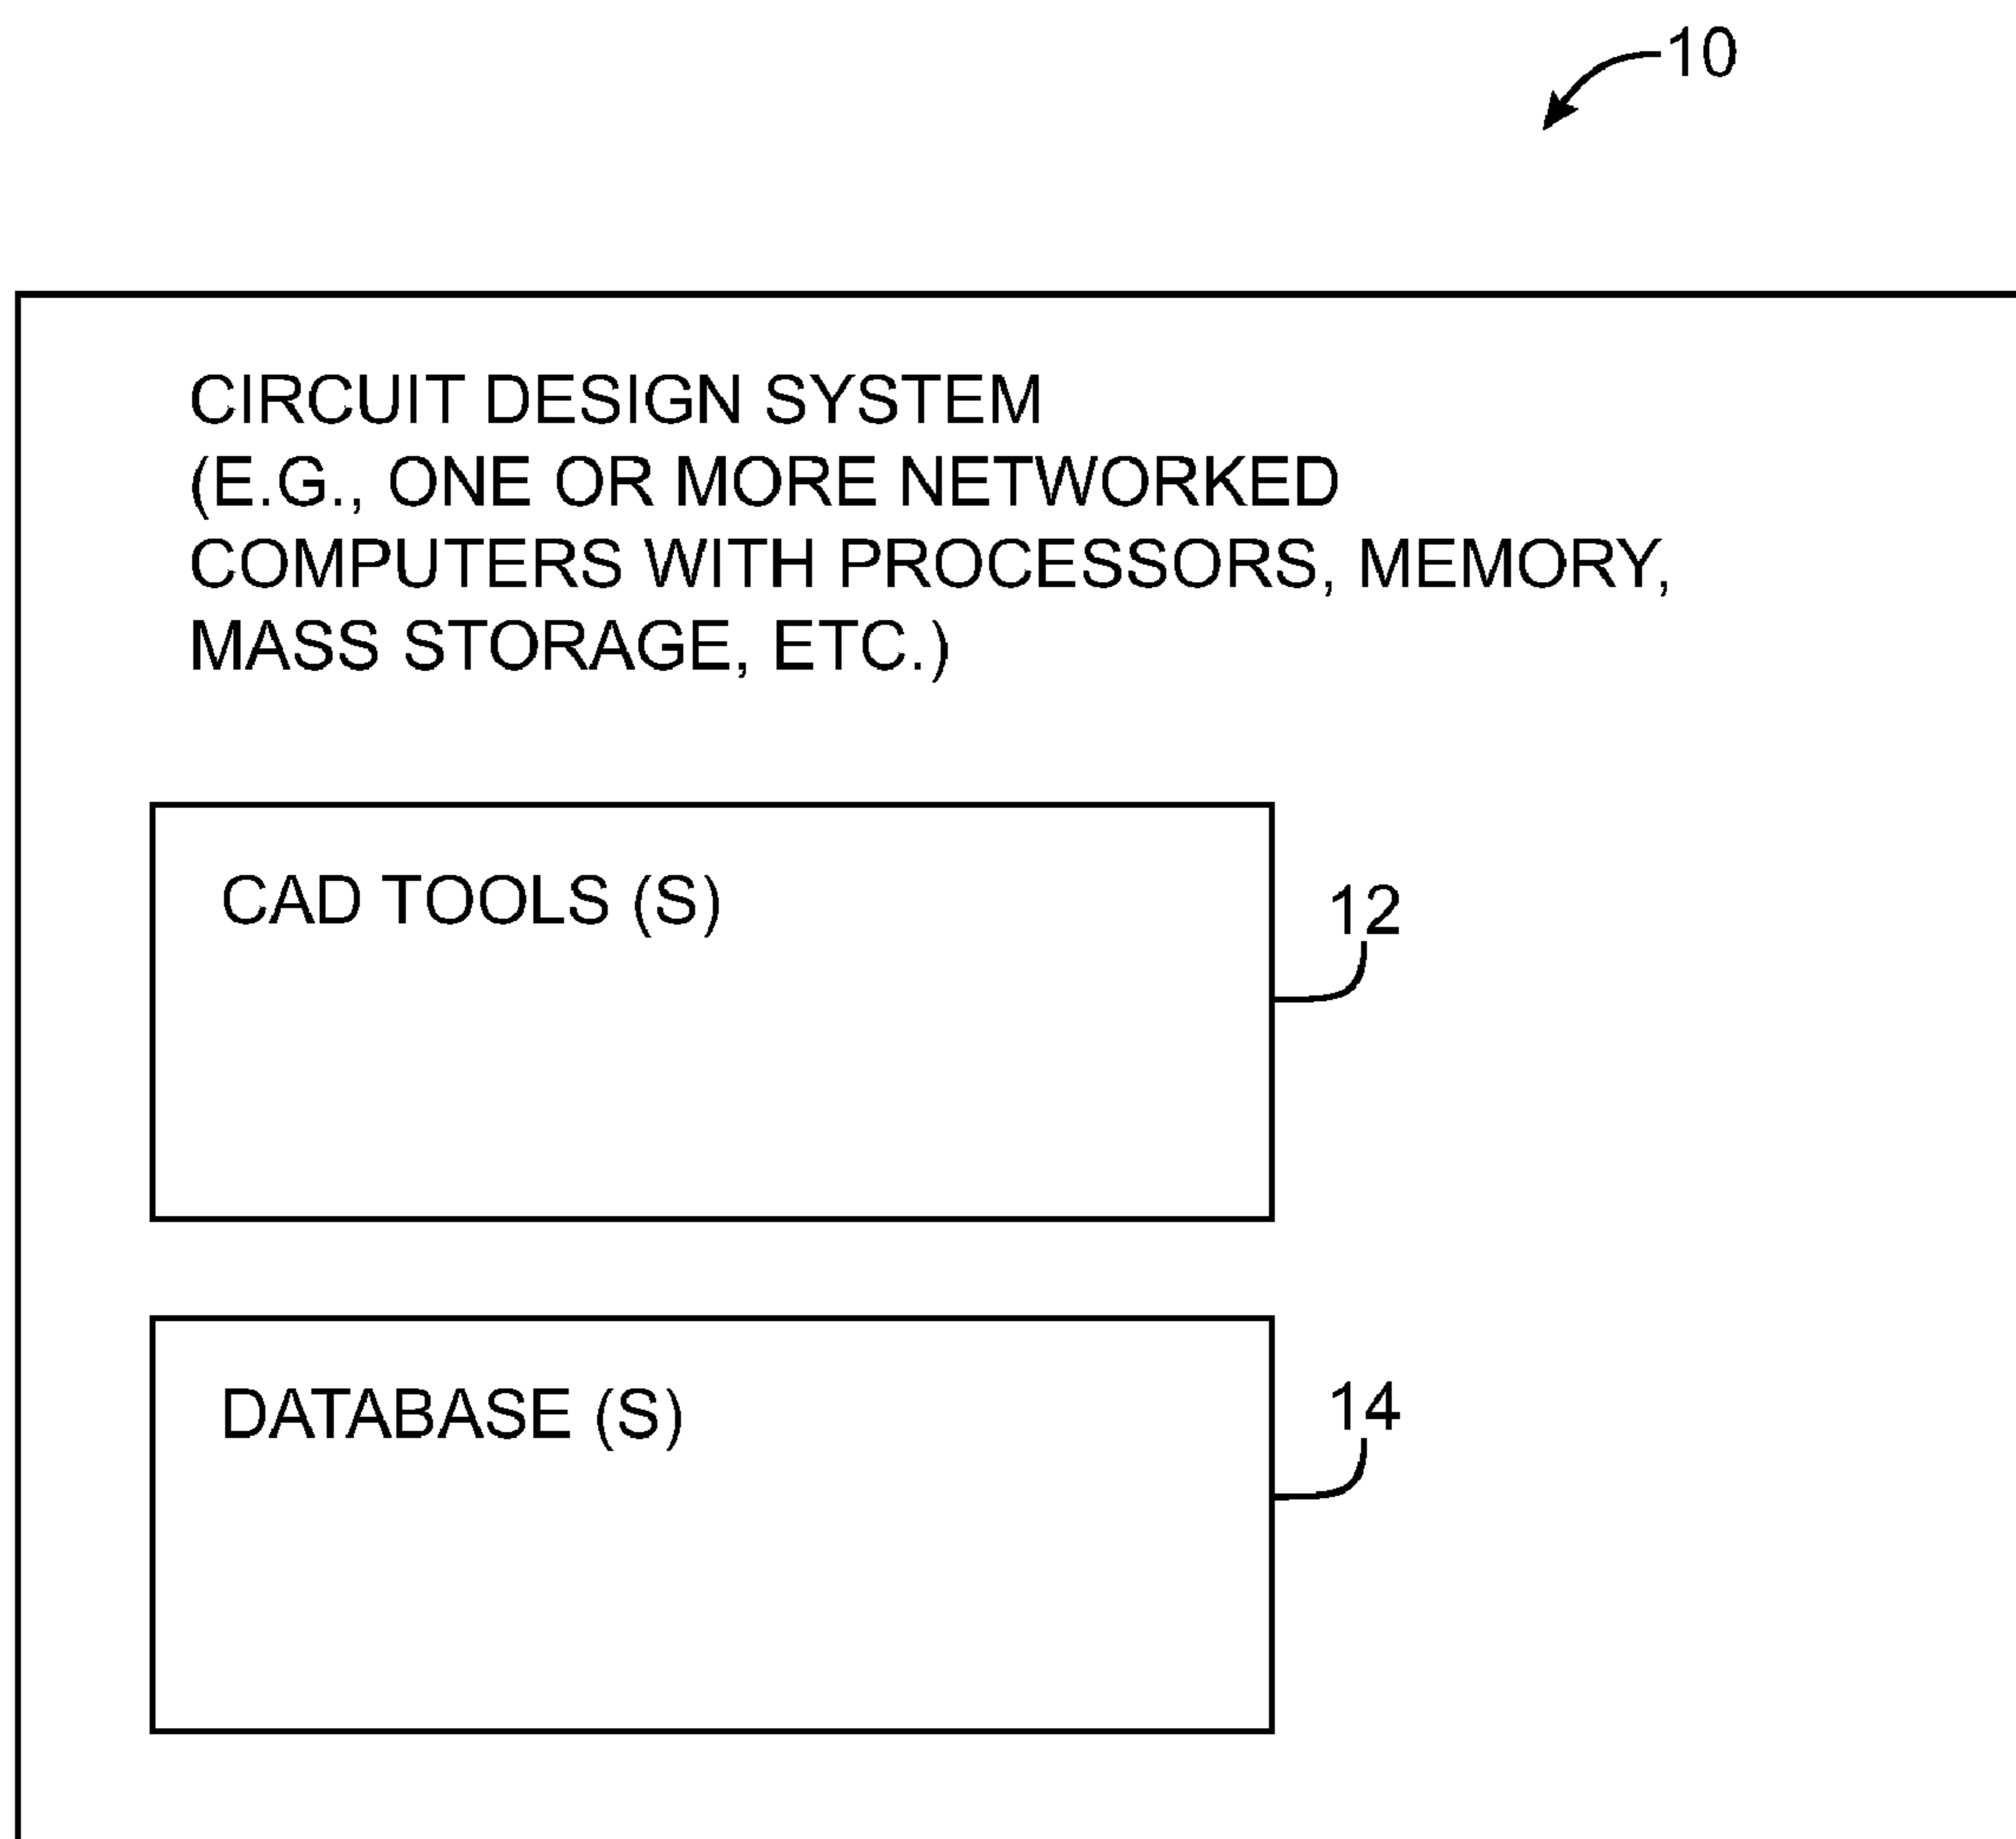 10
CIRCUIT DESIGN SYSTEM
(E.G., ONE OR MORE NETWORKED
COMPUTERS WITH PROCESSORS, MEMORY,
MASS STORAGE, ETC.)
CAD TOOLS (S)
12
DATABASE (S)
14